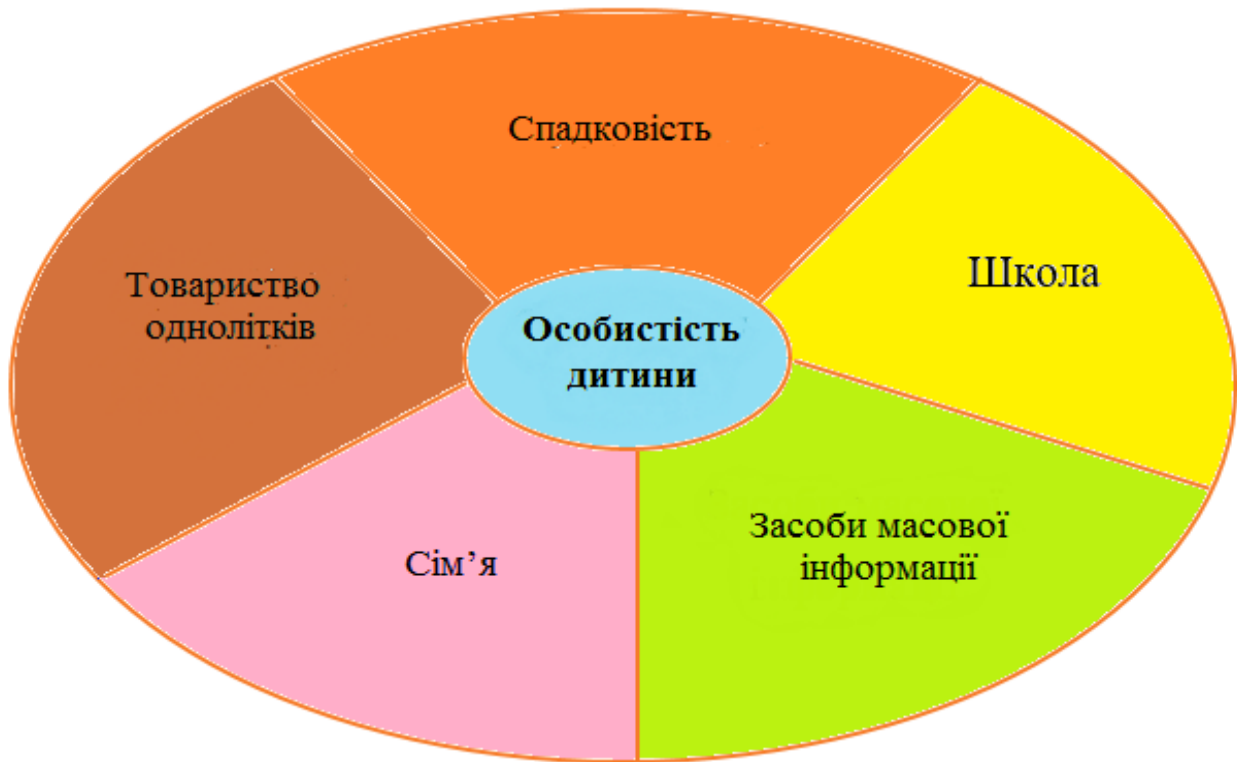 Спадковість
Товариство
однолітків
Школа
Особистість
дитини
Сім’я
Засоби масової
інформації